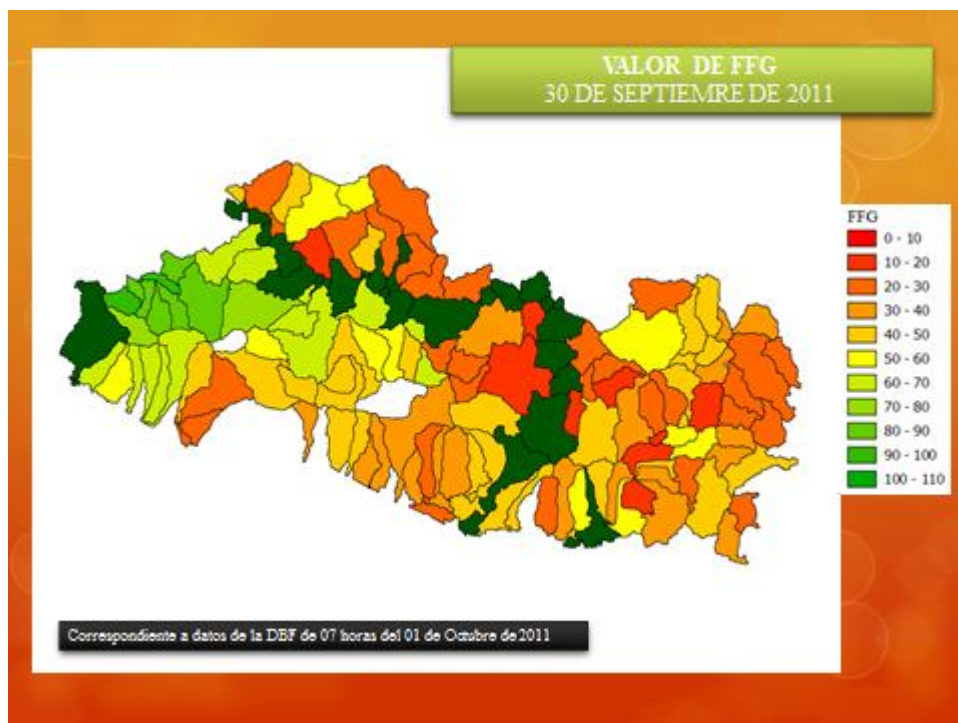 VALOR DE FFG
30 DE SEPTIEMRE DE 2011
FFG
0 - 10
10 - 20
20 - 30
30 - 40
40 - 50
50 - 60
60 - 70
70 - 80
80 - 90
90 - 100
100 - 110
Correspondiente a datos de la DBF de 07 horas del 01 de Octubre de 2011